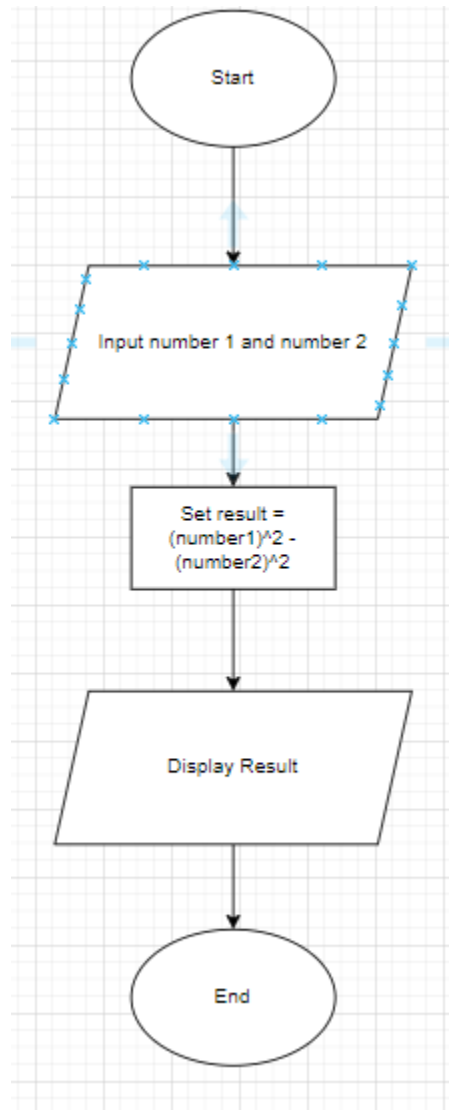 Start
Input number 1 and number 2
Set result =
(number1)^2 -
(number2)^2
Display Result
End